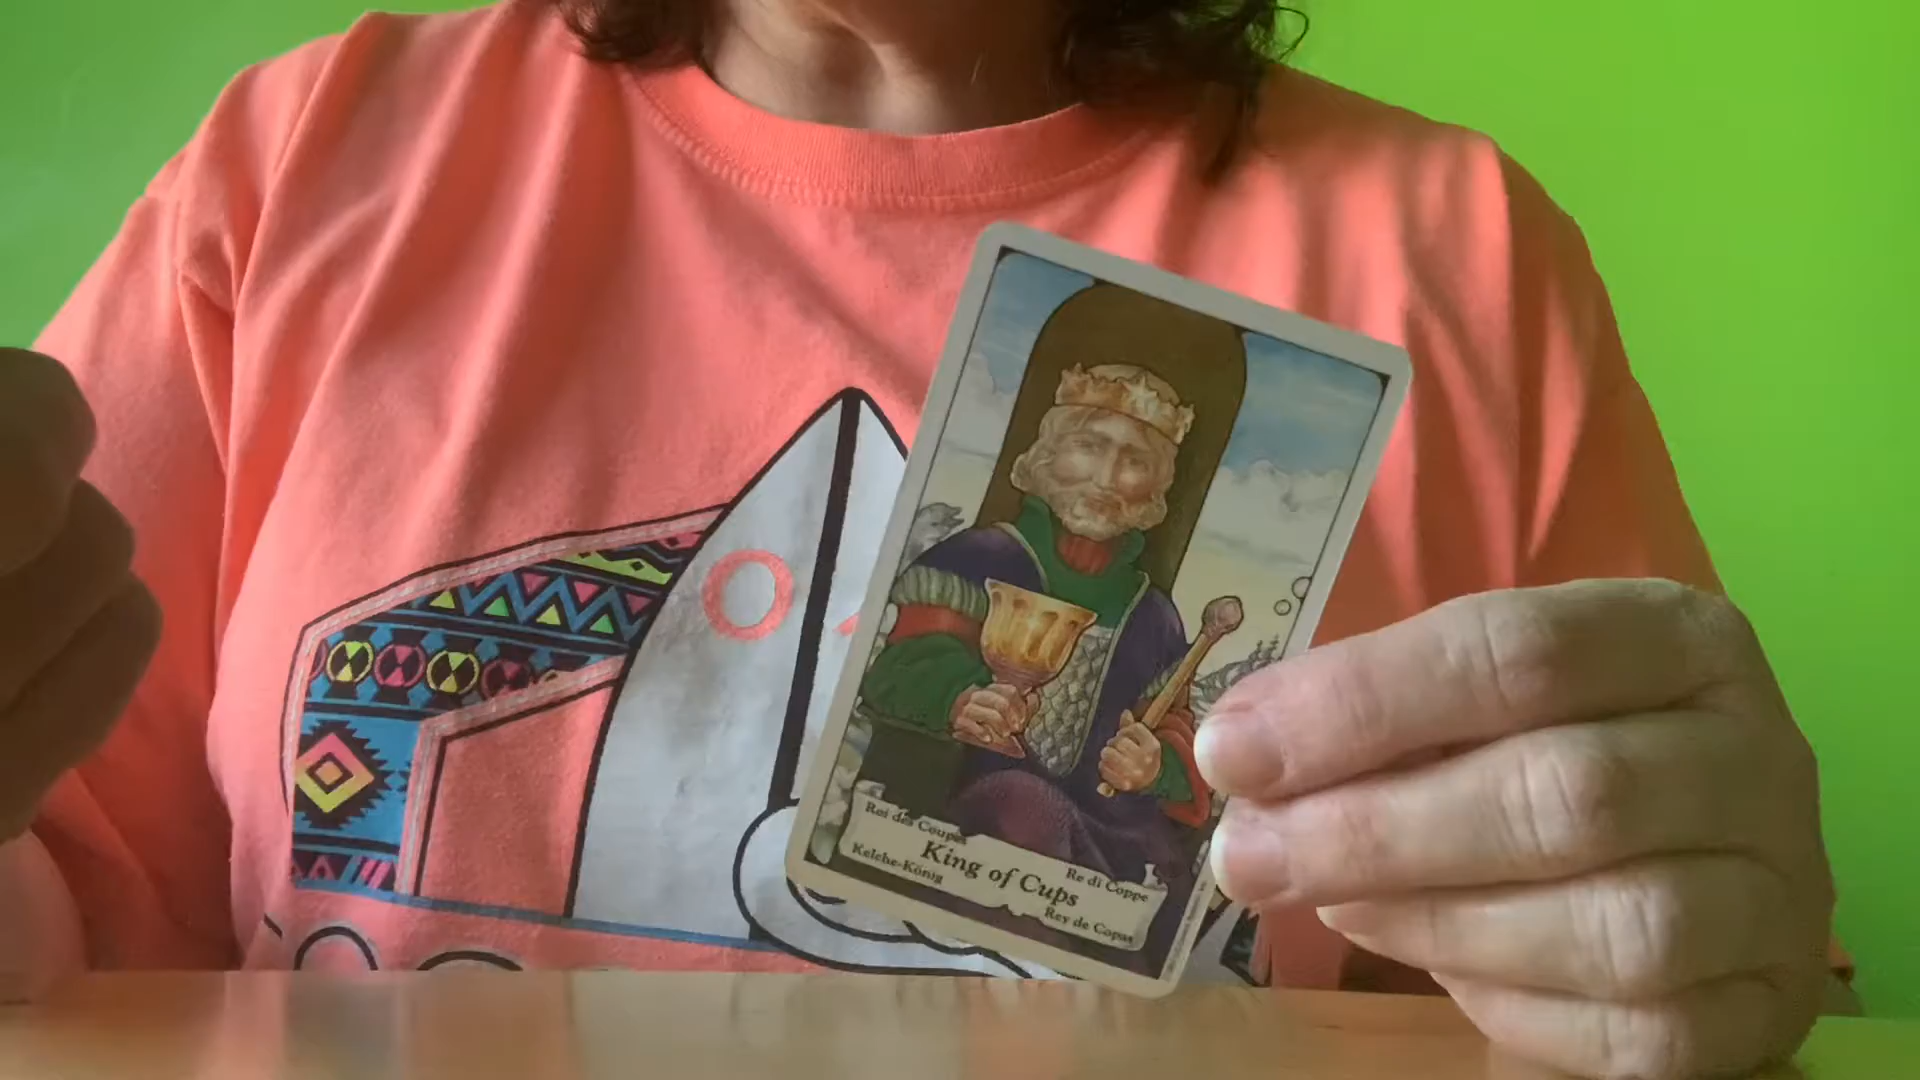 Roi des Coupes
King of Cups
Kelche-König
Re di Coppe
Rey de Copas